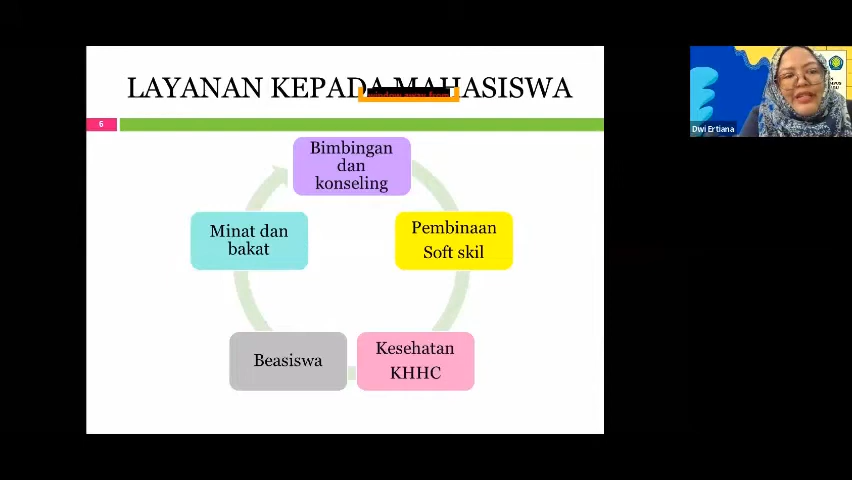 LAYANAN KEPADA MAHASISWA
6
Bimbingan
dan
konseling
Minat dan
bakat
Pembinaan
Soft skil
Beasiswa
Kesehatan
KHHC
Dwi Ertiana